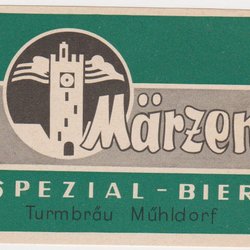 Märzen
SPEZIAL-BIER
Turmbräu Mühldorf